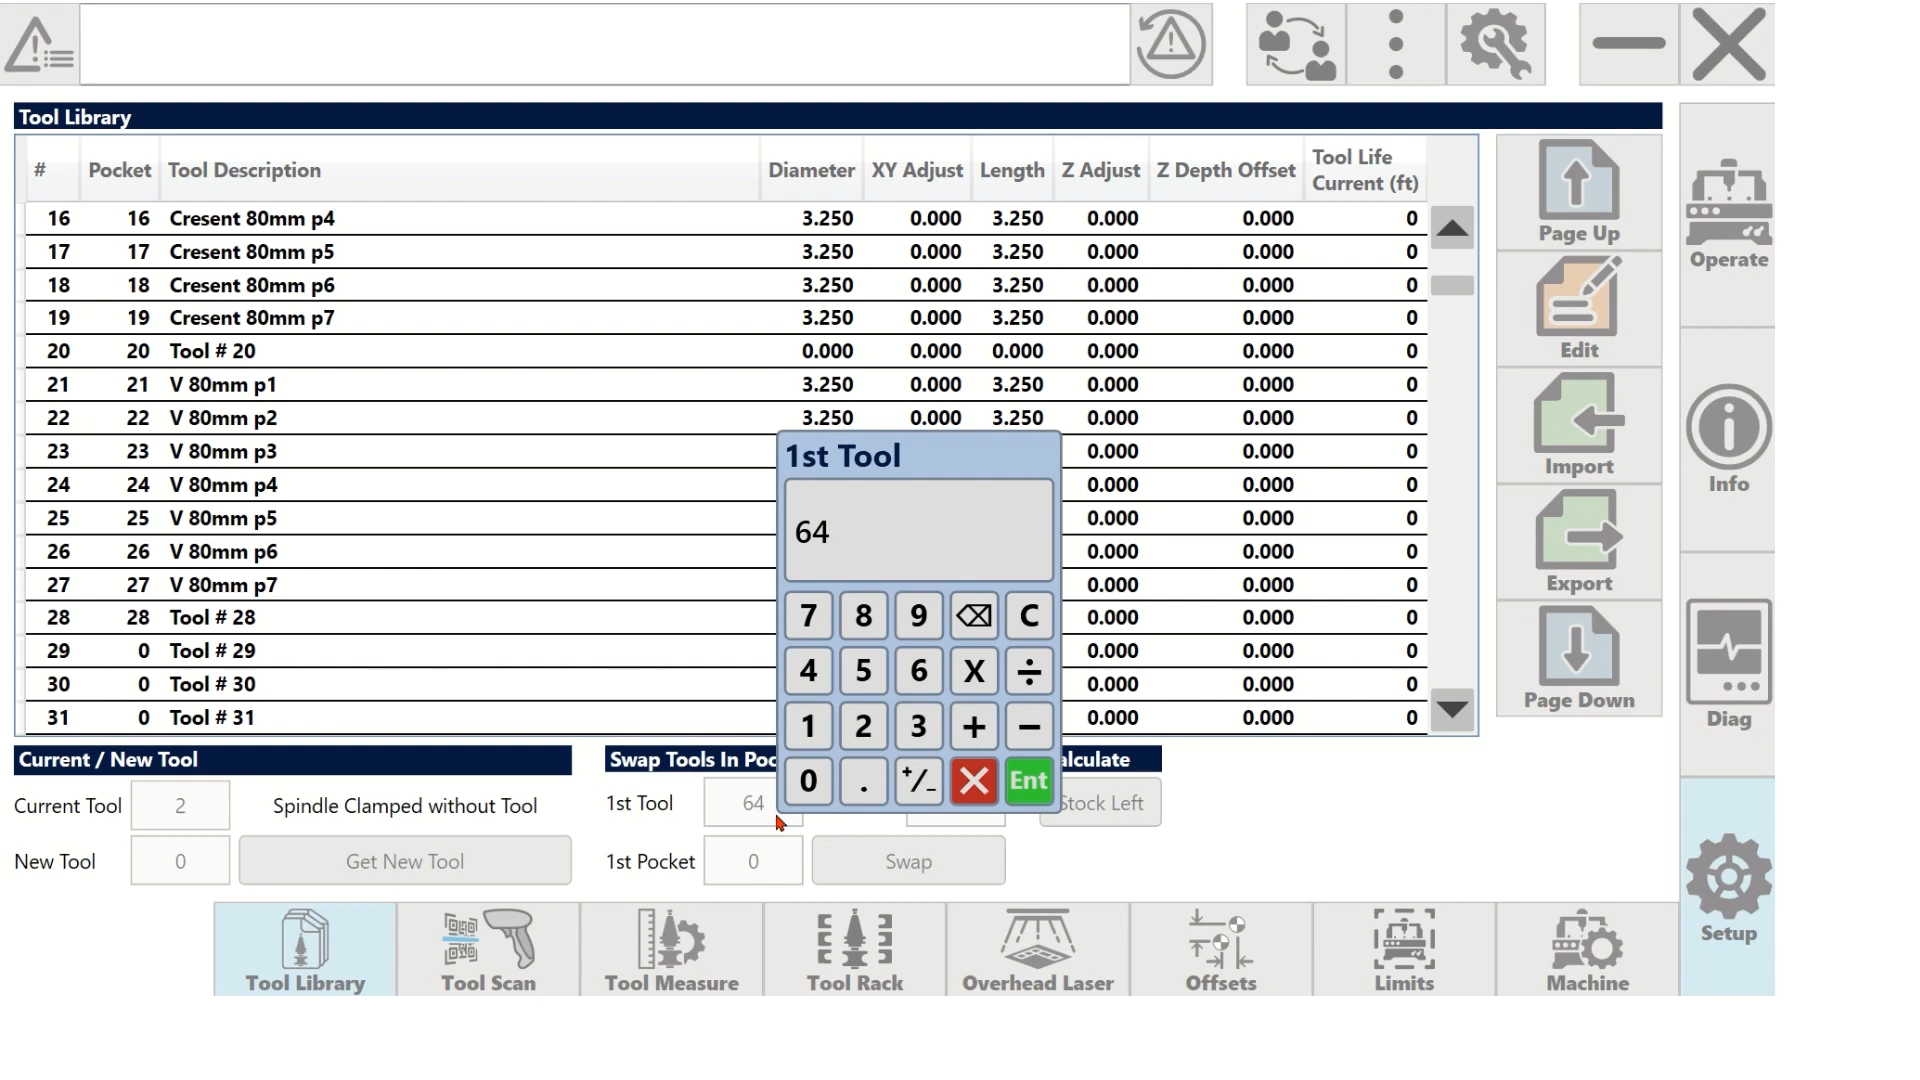 Tool Library
# Pocket Tool Description Diameter XY Adjust Length Z Adjust Z Depth Offset Tool Life Current (ft)
16 16 Cresent 80mm p4 3.250 0.000 3.250 0.000 0.000 0
17 17 Cresent 80mm p5 3.250 0.000 3.250 0.000 0.000 0
18 18 Cresent 80mm p6 3.250 0.000 3.250 0.000 0.000 0
19 19 Cresent 80mm p7 3.250 0.000 3.250 0.000 0.000 0
20 20 Tool # 20 0.000 0.000 0.000 0.000 0.000 0
21 21 V 80mm p1 3.250 0.000 3.250 0.000 0.000 0
22 22 V 80mm p2 3.250 0.000 3.250 0.000 0.000 0
23 23 V 80mm p3 0.000 0.000 0
24 24 V 80mm p4 0.000 0.000 0
25 25 V 80mm p5 0.000 0.000 0
26 26 V 80mm p6 0.000 0.000 0
27 27 V 80mm p7 0.000 0.000 0
28 28 Tool # 28 0.000 0.000 0
29 0 Tool # 29 0.000 0.000 0
30 0 Tool # 30 0.000 0.000 0
31 0 Tool # 31 0.000 0.000 0
1st Tool
64
7 8 9 ⌫ C
4 5 6 X ÷
1 2 3 + −
0 . +/− X Ent
Page Up
Edit
Import
Export
Page Down
Operate
Info
Diag
Setup
Current / New Tool
Current Tool 2 Spindle Clamped without Tool
New Tool 0 Get New Tool
Swap Tools In
1st Tool 64
1st Pocket 0 Swap
Stock Left
Tool Library
Tool Scan
Tool Measure
Tool Rack
Overhead Laser
Offsets
Limits
Machine